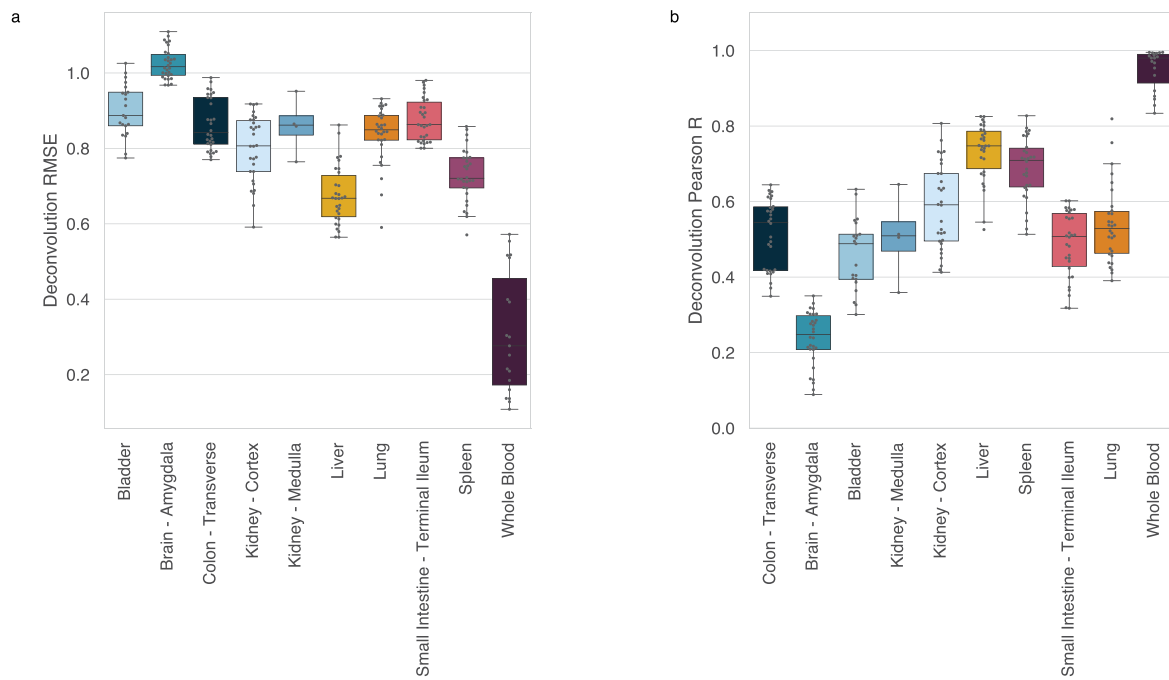 a
Deconvolution RMSE
1.0
0.8
0.6
0.4
0.2
Bladder
Brain - Amygdala
Colon - Transverse
Kidney - Cortex
Kidney - Medulla
Liver
Lung
Small Intestine - Terminal Ileum
Spleen
Whole Blood
b
Deconvolution Pearson R
1.0
0.8
0.6
0.4
0.2
0.0
Colon - Transverse
Brain - Amygdala
Bladder
Kidney - Medulla
Kidney - Cortex
Liver
Spleen
Small Intestine - Terminal Ileum
Lung
Whole Blood